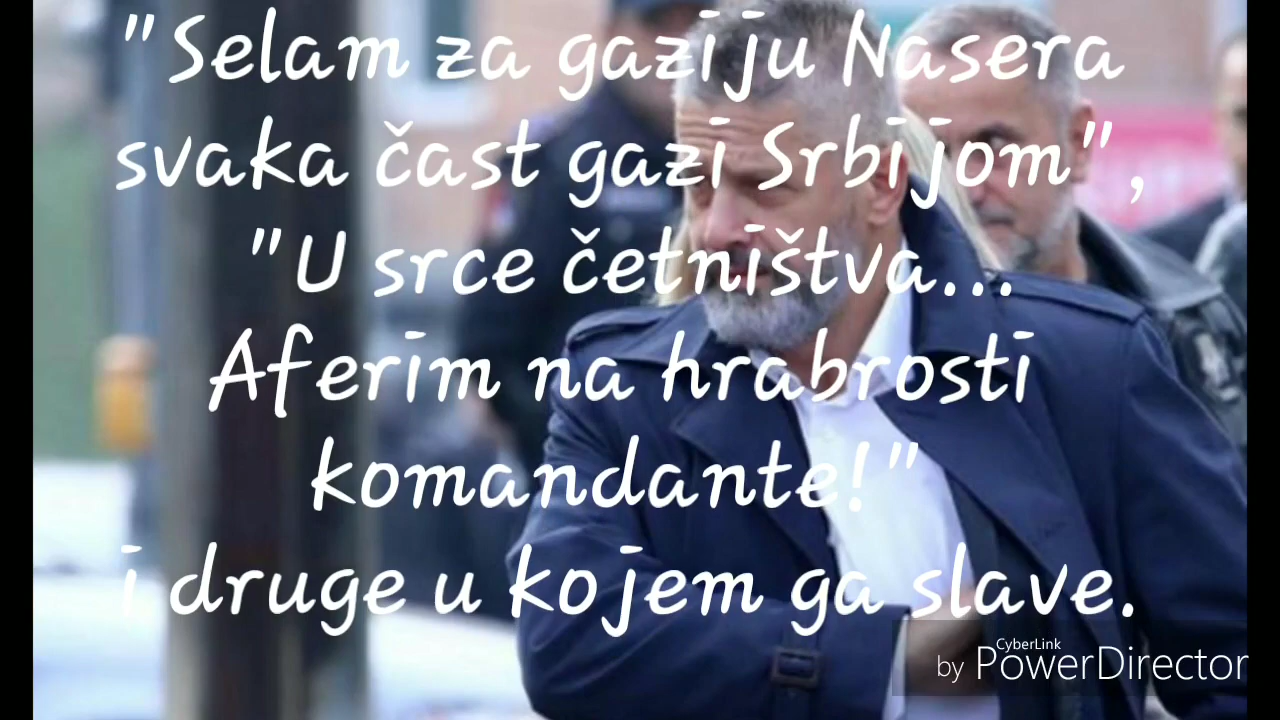 "Selam za gaziju Nasera
svaka čast gazi Srbijom",
"U srce četništva...
Aferim na hrabrosti
komandante!"
i druge u kojem ga slave.
CyberLink
by PowerDirector